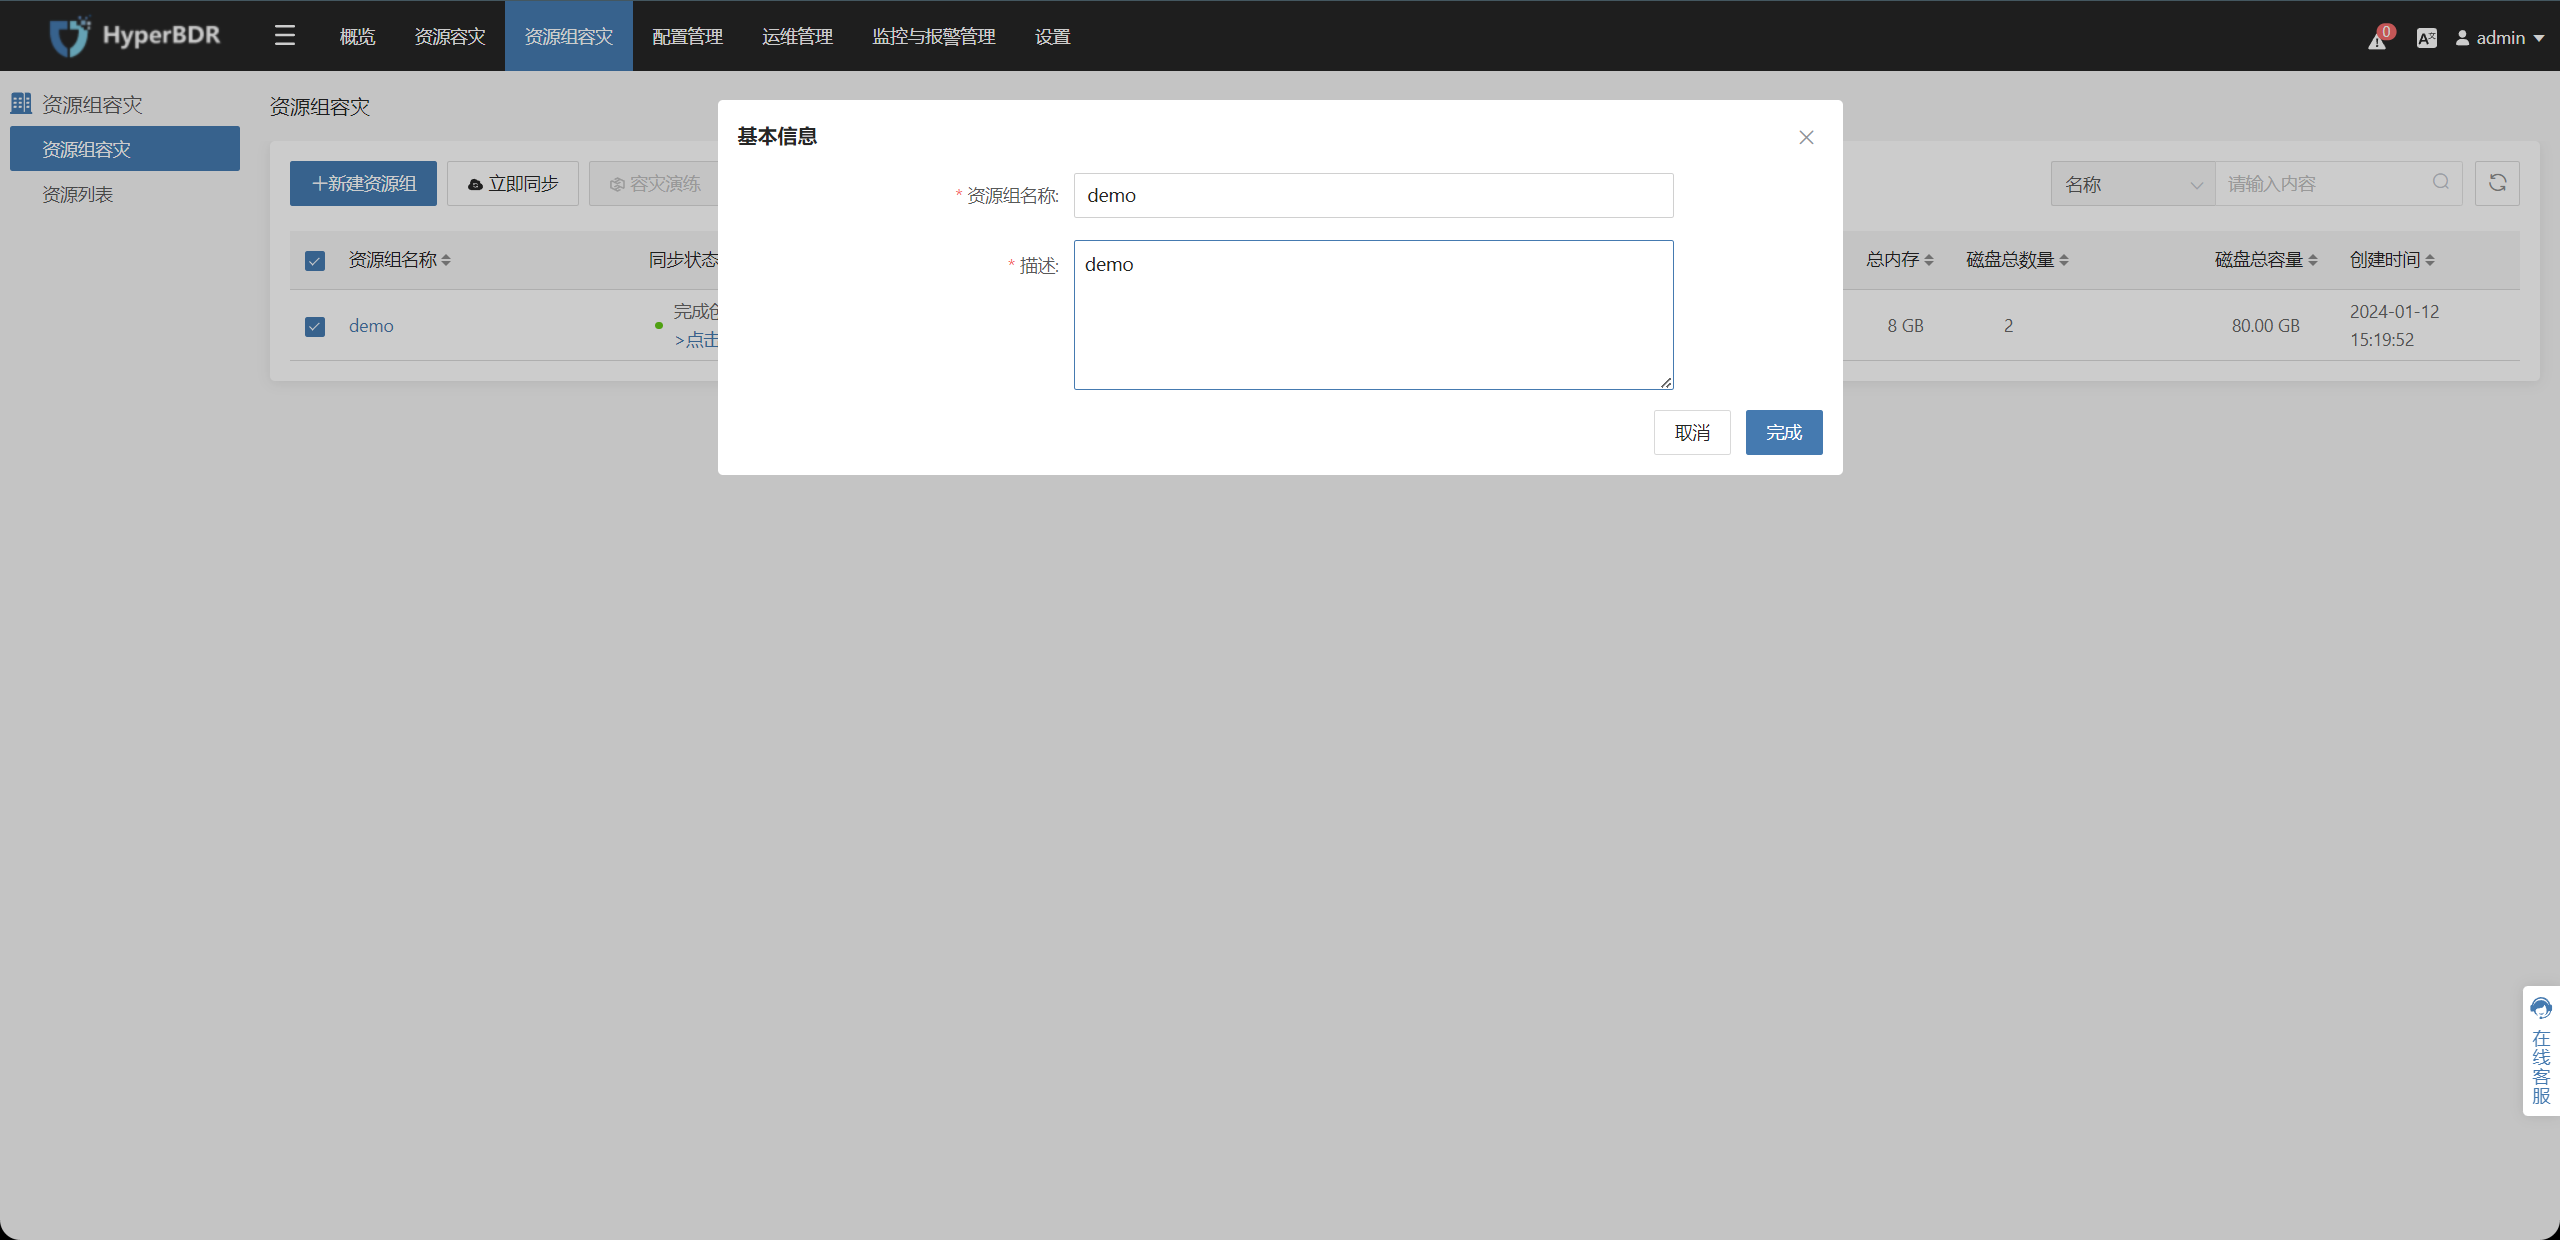 HyperBDR
概览
资源容灾
资源组容灾
配置管理
运维管理
监控与报警管理
设置
0
admin
资源组容灾
资源组容灾
资源列表
资源组容灾
+新建资源组
立即同步
容灾演练
名称
请输入内容
资源组名称
同步状态
总内存
磁盘总数量
磁盘总容量
创建时间
demo
完成
>点击
8 GB
2
80.00 GB
2024-01-12
15:19:52
基本信息
* 资源组名称:
demo
* 描述:
demo
取消
完成
在线客服